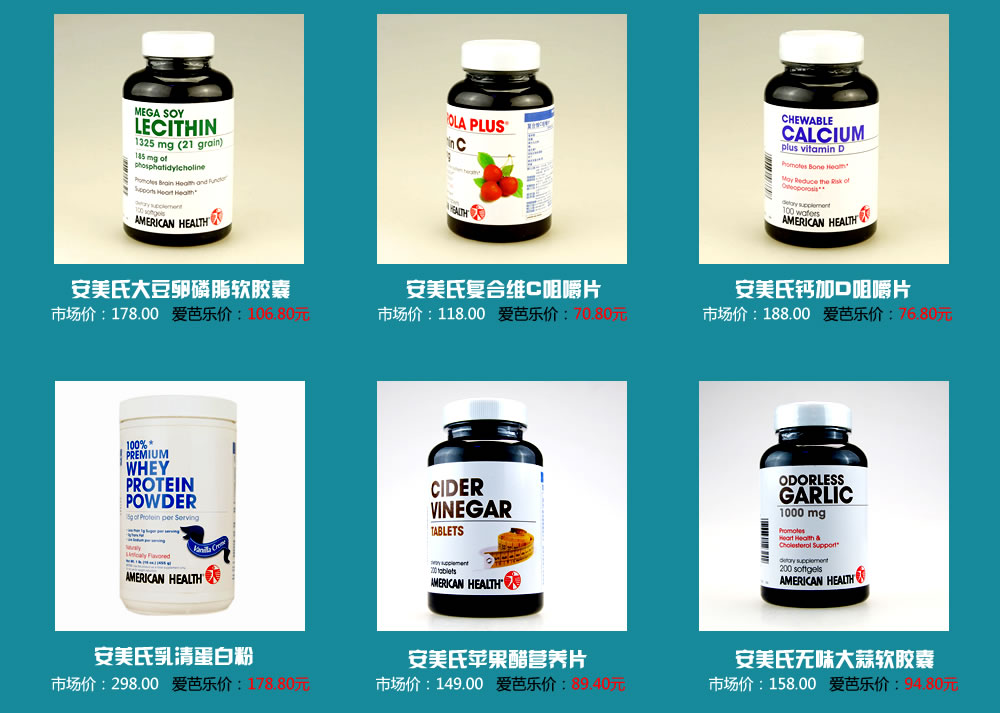 MEGA SOY
LECITHIN
1325 mg (21 grain)
185 mg of
phosphatidylcholine
Promotes Brain Health and Function*
Supports Heart Health*
dietary supplement
100 softgels
AMERICAN HEALTH
安美氏大豆卵磷脂软胶囊
市场价：178.00 爱芭乐价：106.80元
ROLA PLUS®
in C
AN HEALTH
安美氏复合维C咀嚼片
市场价：118.00 爱芭乐价：70.80元
CHEWABLE
CALCIUM
plus vitamin D
Promotes Bone Health*
May Reduce the Risk of
Osteoporosis**
dietary supplement
100 wafers
AMERICAN HEALTH
安美氏钙加D咀嚼片
市场价：188.00 爱芭乐价：76.80元
100%*
PREMIUM
WHEY
PROTEIN
POWDER
of Protein per Serving
Naturally
& Artificially Flavored
Vanilla Creme
AMERICAN HEALTH
安美氏乳清蛋白粉
市场价：298.00 爱芭乐价：178.80元
CIDER
VINEGAR
TABLETS
dietary supplement
200 tablets
AMERICAN HEALTH
安美氏苹果醋营养片
市场价：149.00 爱芭乐价：89.40元
ODORLESS
GARLIC
1000 mg
Promotes
Heart Health &
Cholesterol Support*
dietary supplement
200 softgels
AMERICAN HEALTH
安美氏无味大蒜软胶囊
市场价：158.00 爱芭乐价：94.80元